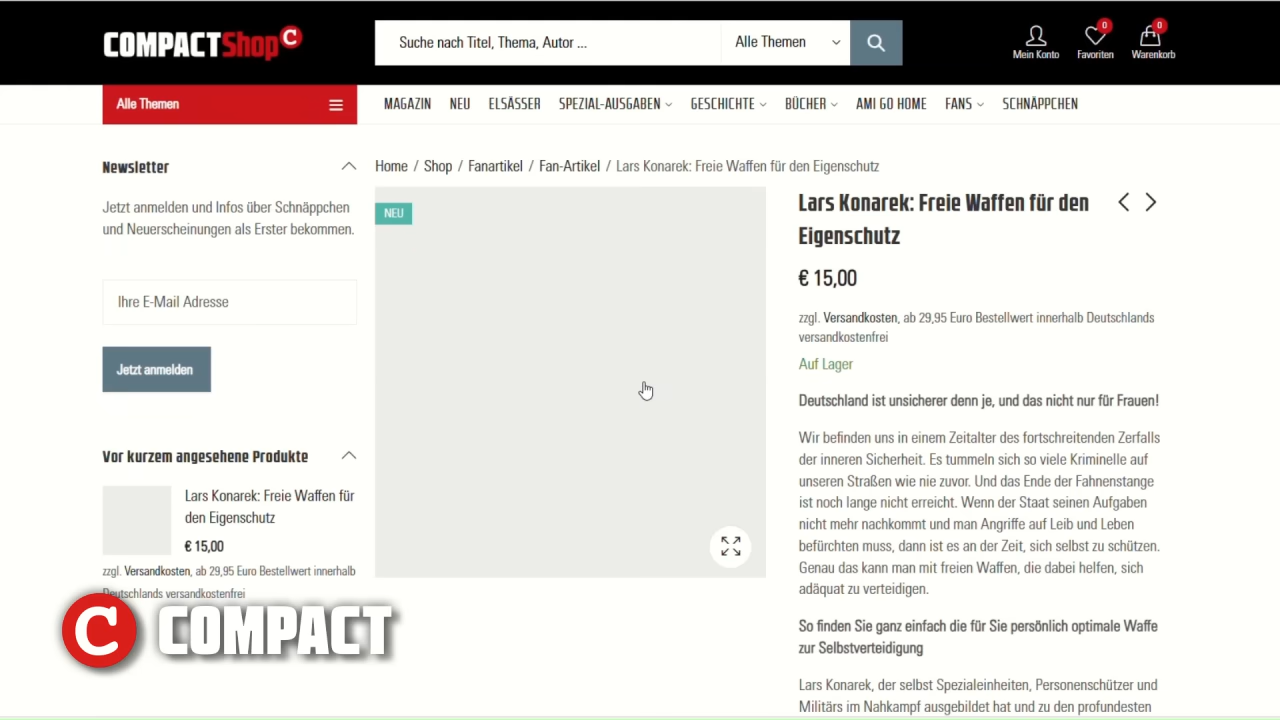 COMPACTShop C
Suche nach Titel, Thema, Autor ...
Alle Themen
0
Mein Konto
Favoriten
0
Warenkorb
Alle Themen
MAGAZIN
NEU
ELSÄSSER
SPEZIAL-AUSGABEN
GESCHICHTE
BÜCHER
AMI GO HOME
FANS
SCHNÄPPCHEN
Newsletter
Jetzt anmelden und Infos über Schnäppchen
und Neuerscheinungen als Erster bekommen.
Ihre E-Mail Adresse
Jetzt anmelden
Vor kurzem angesehene Produkte
Lars Konarek: Freie Waffen für
den Eigenschutz
€ 15,00
zzgl. Versandkosten, ab 29,95 Euro Bestellwert innerhalb
Deutschlands versandkostenfrei
C COMPACT
Home / Shop / Fanartikel / Fan-Artikel / Lars Konarek: Freie Waffen für den Eigenschutz
NEU
Lars Konarek: Freie Waffen für den
Eigenschutz
€ 15,00
zzgl. Versandkosten, ab 29,95 Euro Bestellwert innerhalb Deutschlands
versandkostenfrei
Auf Lager
Deutschland ist unsicherer denn je, und das nicht nur für Frauen!
Wir befinden uns in einem Zeitalter des fortschreitenden Zerfalls
der inneren Sicherheit. Es tummeln sich so viele Kriminelle auf
unseren Straßen wie nie zuvor. Und das Ende der Fahnenstange
ist noch lange nicht erreicht. Wenn der Staat seinen Aufgaben
nicht mehr nachkommt und man Angriffe auf Leib und Leben
befürchten muss, dann ist es an der Zeit, sich selbst zu schützen.
Genau das kann man mit freien Waffen, die dabei helfen, sich
adäquat zu verteidigen.
So finden Sie ganz einfach die für Sie persönlich optimale Waffe
zur Selbstverteidigung
Lars Konarek, der selbst Spezialeinheiten, Personenschützer und
Militärs im Nahkampf ausgebildet hat und zu den profundesten